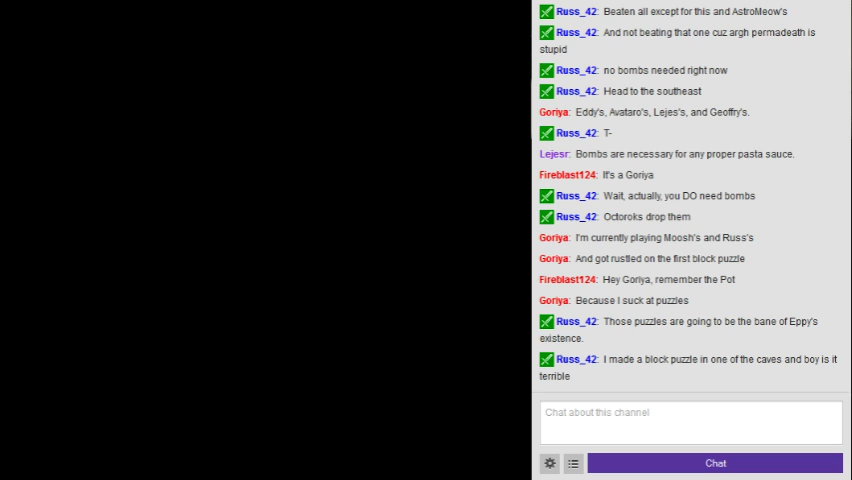 Russ_42: Beaten all except for this and AstroMeow's
Russ_42: And not beating that one cuz argh permadeath is
stupid
Russ_42: no bombs needed right now
Russ_42: Head to the southeast
Goriya: Eddy's, Avataro's, Lejes's, and Geoffry's.
Russ_42: T-
Lejesr: Bombs are necessary for any proper pasta sauce.
Fireblast124: It's a Goriya
Russ_42: Wait, actually, you DO need bombs
Russ_42: Octoroks drop them
Goriya: I'm currently playing Moosh's and Russ's
Goriya: And got rustled on the first block puzzle
Fireblast124: Hey Goriya, remember the Pot
Goriya: Because I suck at puzzles
Russ_42: Those puzzles are going to be the bane of Eppy's
existence.
Russ_42: I made a block puzzle in one of the caves and boy is it
terrible
Chat about this channel
Chat